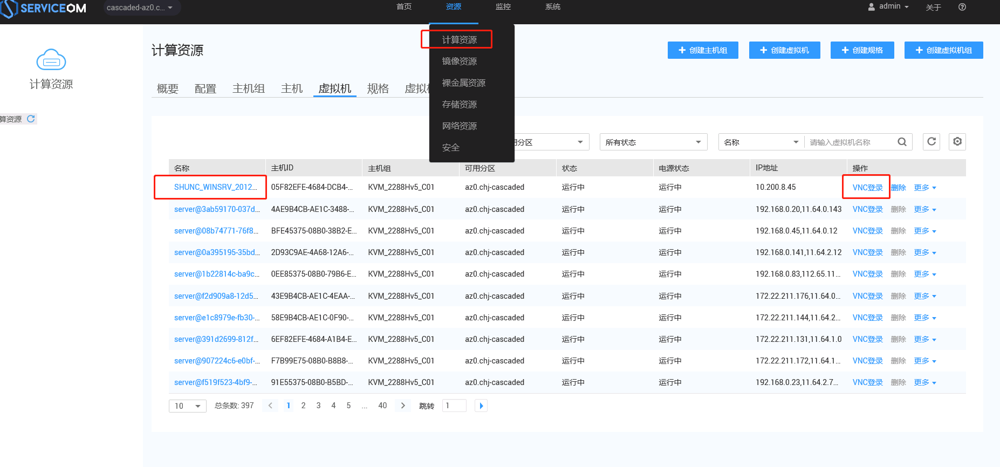 SERVICEOM
cascaded-az0.c...
首页
资源
监控
系统
admin
关于
计算资源
镜像资源
裸金属资源
存储资源
网络资源
安全
计算资源
算资源
计算资源
创建主机组
创建虚拟机
创建规格
创建虚拟机组
概要 配置 主机组 主机 虚拟机 规格 虚拟机
用分区
所有状态
名称
请输入虚拟机名称
名称 主机ID 主机组 可用分区 状态 电源状态 IP地址 操作
SHUNC_WINSRV_2012... 05F82EFE-4684-DCB4-... KVM_2288Hv5_C01 az0.chj-cascaded 运行中 运行中 10.200.8.45 VNC登录 删除 更多
server@3ab59170-037d... 4AE9B4CB-AE1C-3488-... KVM_2288Hv5_C01 az0.chj-cascaded 运行中 运行中 192.168.0.20,11.64.0.143 VNC登录 删除 更多
server@08b74771-76f8... BFE45375-08B0-38B2-E... KVM_2288Hv5_C01 az0.chj-cascaded 运行中 运行中 192.168.0.45,11.64.0.12 VNC登录 删除 更多
server@0a395195-35bd... 2D93C9AE-4A68-12A6-... KVM_2288Hv5_C01 az0.chj-cascaded 运行中 运行中 192.168.0.141,11.64.2.12 VNC登录 删除 更多
server@1b22814c-ba9c... 0EE85375-08B0-79B6-E... KVM_2288Hv5_C01 az0.chj-cascaded 运行中 运行中 192.168.0.83,112.65.11... VNC登录 删除 更多
server@f2d909a8-12d5... 43E9B4CB-AE1C-4EAA-... KVM_2288Hv5_C01 az0.chj-cascaded 运行中 运行中 172.22.211.176,11.64.0... VNC登录 删除 更多
server@e1c8979e-fb30-... 58E9B4CB-AE1C-0F90-... KVM_2288Hv5_C01 az0.chj-cascaded 运行中 运行中 172.22.211.144,11.64.2... VNC登录 删除 更多
server@391d2699-812f... 6EF82EFE-4684-A1B4-E... KVM_2288Hv5_C01 az0.chj-cascaded 运行中 运行中 172.22.211.131,11.64.1.0 VNC登录 删除 更多
server@907224c6-e0bf-... F7B99E75-08B0-B8B8-... KVM_2288Hv5_C01 az0.chj-cascaded 运行中 运行中 172.22.211.172,11.64.1... VNC登录 删除 更多
server@f519f523-4bf9-... 91E55375-08B0-B5BD-... KVM_2288Hv5_C01 az0.chj-cascaded 运行中 运行中 192.168.0.23,11.64.2.7... VNC登录 删除 更多
10 总条数: 397 1 2 3 4 5 ... 40 跳转 1